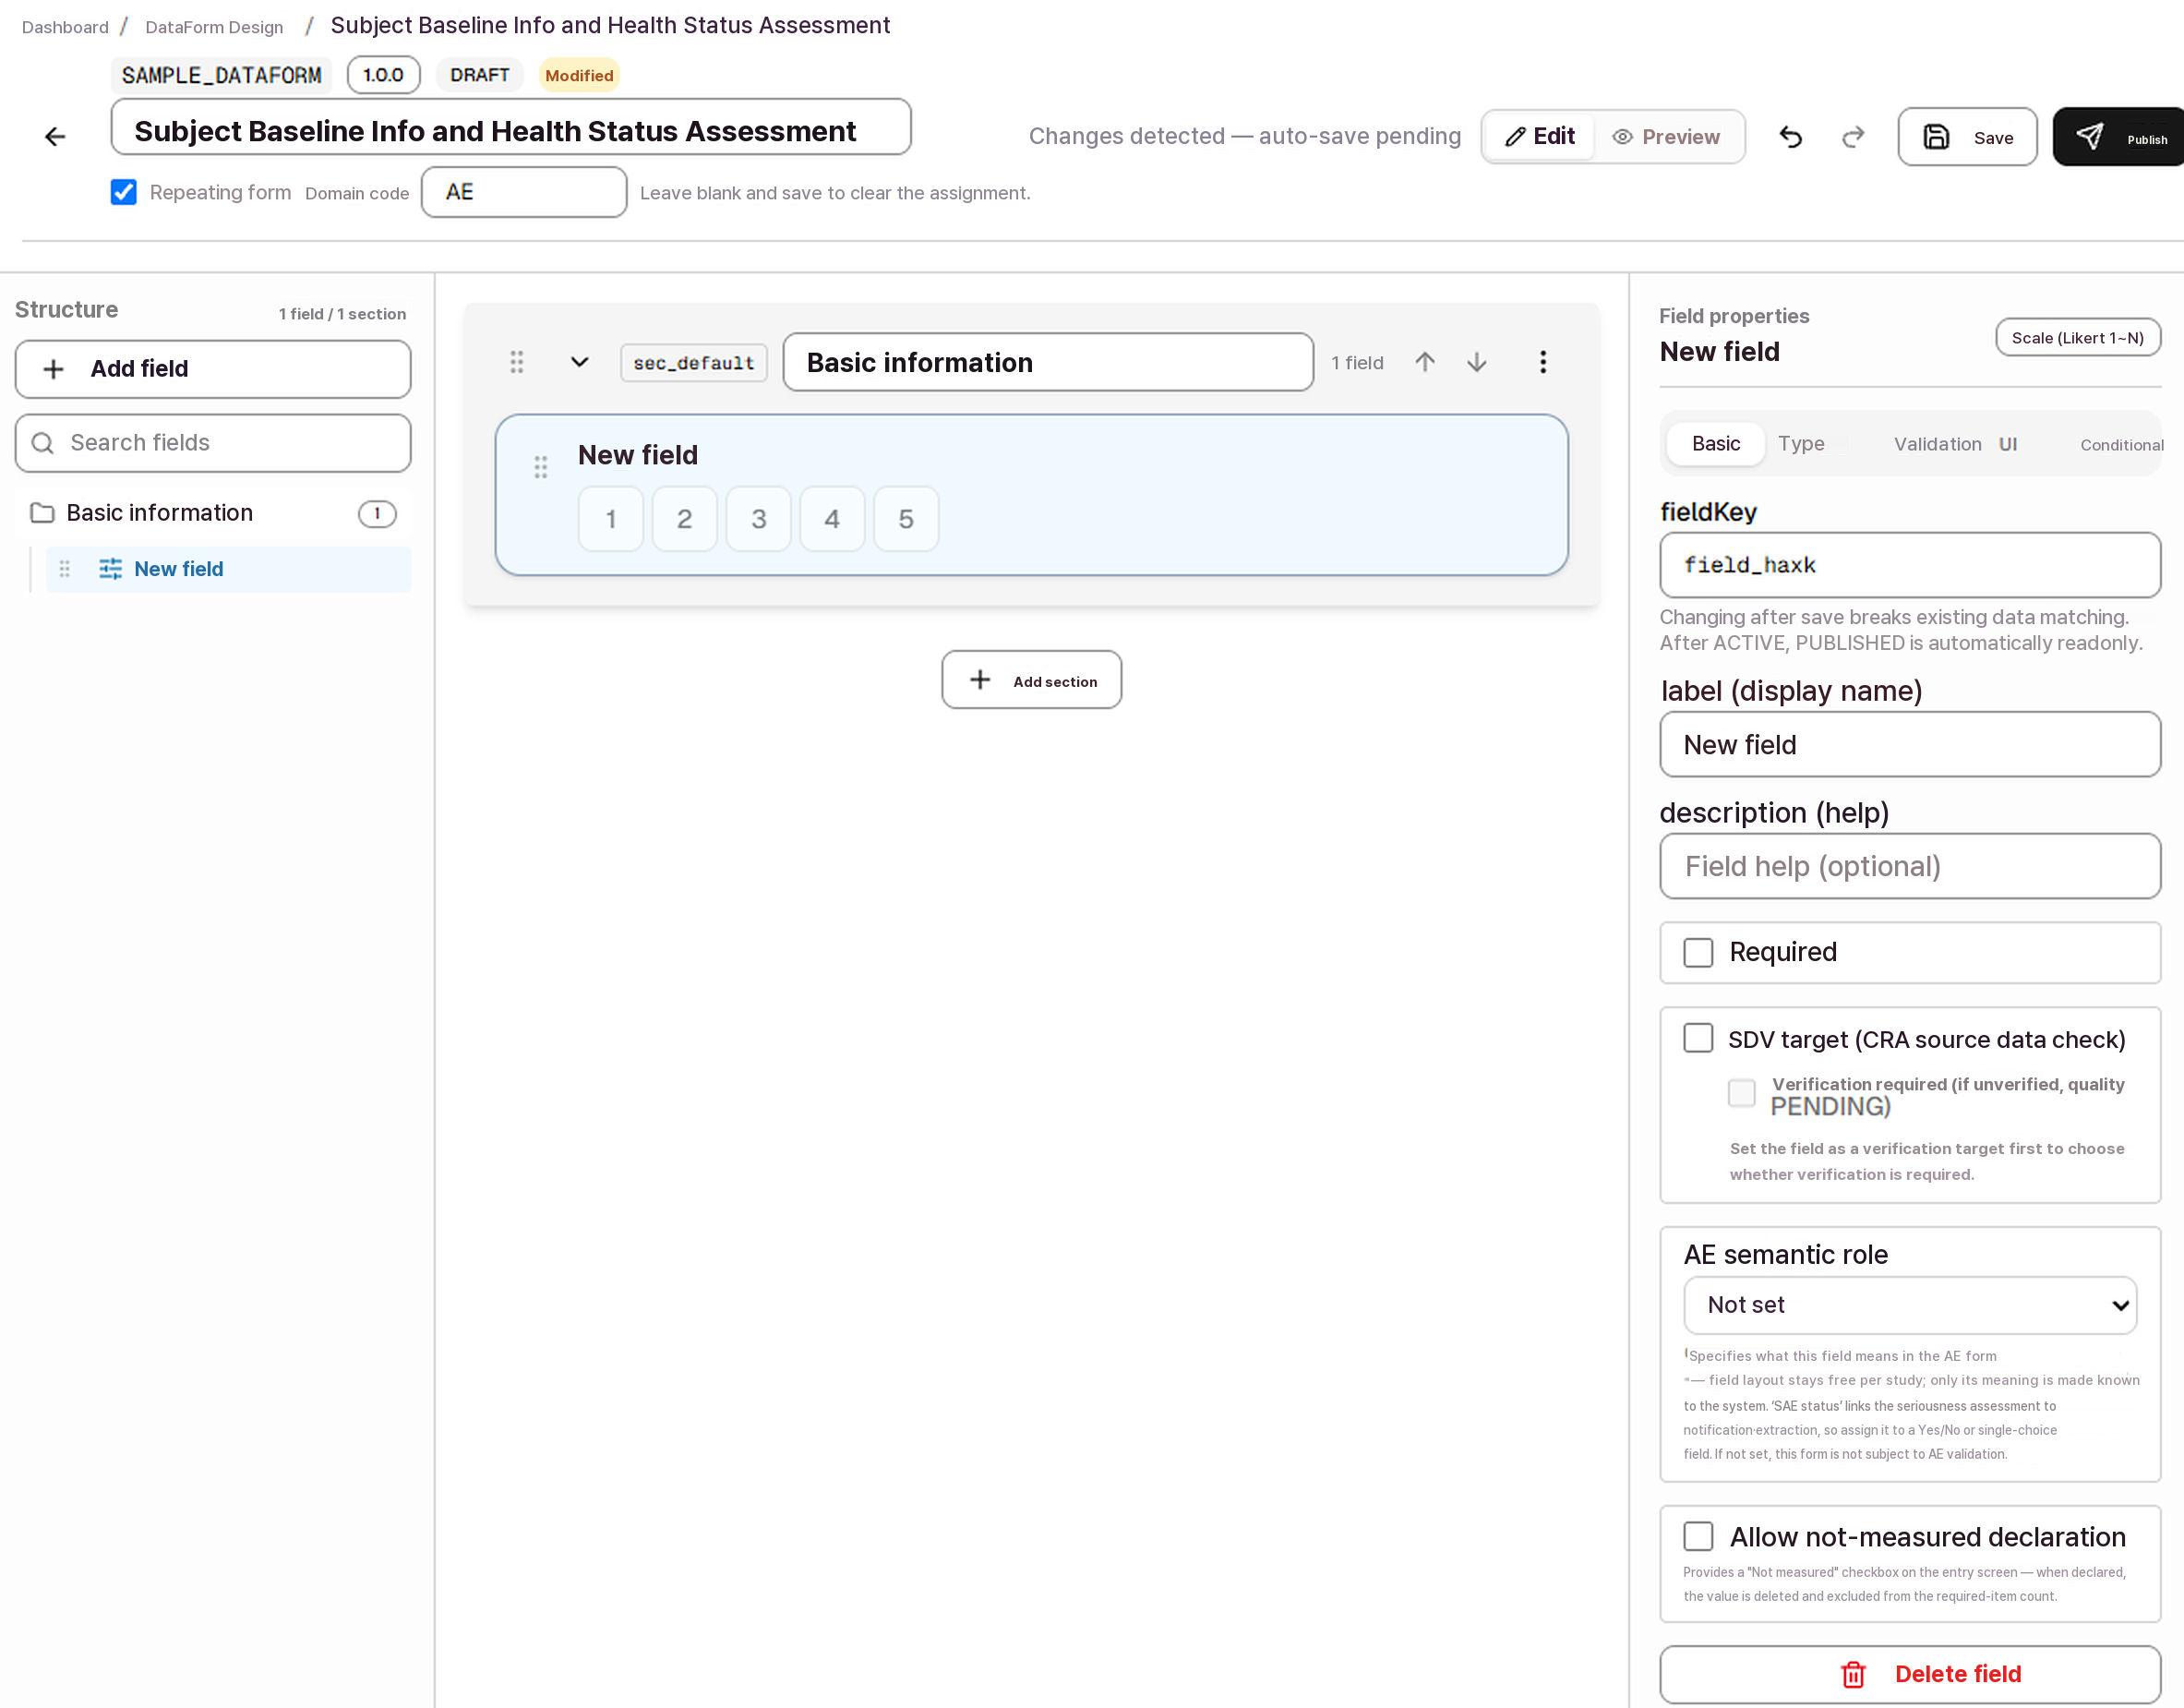 Dashboard / DataForm Design / Subject Baseline Info and Health Status Assessment
SAMPLE_DATAFORM 1.0.0 DRAFT Modified
Subject Baseline Info and Health Status Assessment
Changes detected — auto-save pending
Edit Preview
Save
Publish
Repeating form Domain code AE Leave blank and save to clear the assignment.
Structure 1 field / 1 section
Add field
Search fields
Basic information 1
New field
sec_default Basic information 1 field
New field
1 2 3 4 5
Add section
Field properties
New field
Scale (Likert 1~N)
Basic Type Validation UI Conditional
fieldKey
field_haxk
Changing after save breaks existing data matching.
After ACTIVE, PUBLISHED is automatically readonly.
label (display name)
New field
description (help)
Field help (optional)
Required
SDV target (CRA source data check)
Verification required (if unverified, quality
PENDING)
Set the field as a verification target first to choose
whether verification is required.
AE semantic role
Not set
Specifies what this field means in the AE form
— field layout stays free per study; only its meaning is made known
to the system. ‘SAE status’ links the seriousness assessment to
notification·extraction, so assign it to a Yes/No or single-choice
field. If not set, this form is not subject to AE validation.
Allow not-measured declaration
Provides a "Not measured" checkbox on the entry screen — when declared,
the value is deleted and excluded from the required-item count.
Delete field